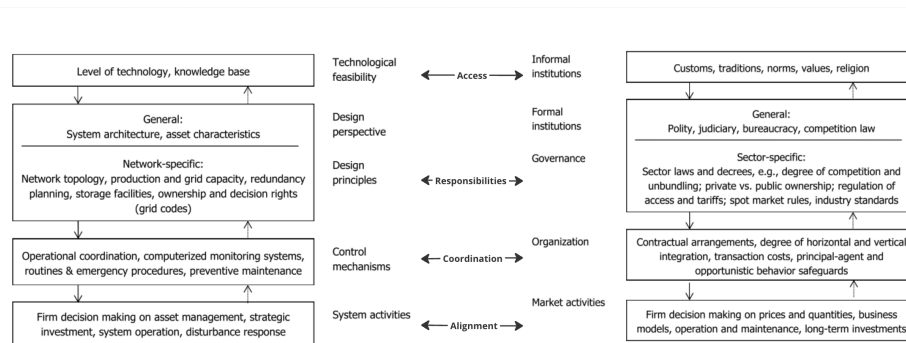 Level of technology, knowledge base
General:
System architecture, asset characteristics
Network-specific:
Network topology, production and grid capacity, redundancy
planning, storage facilities, ownership and decision rights
(grid codes)
Operational coordination, computerized monitoring systems,
routines & emergency procedures, preventive maintenance
Firm decision making on asset management, strategic
investment, system operation, disturbance response
Technological
feasibility
Design
perspective
Design
principles
Control
mechanisms
System activities
Access
Responsibilities
Coordination
Alignment
Informal
institutions
Formal
institutions
Governance
Organization
Market activities
Customs, traditions, norms, values, religion
General:
Polity, judiciary, bureaucracy, competition law
Sector-specific:
Sector laws and decrees, e.g., degree of competition and
unbundling; private vs. public ownership; regulation of
access and tariffs; spot market rules, industry standards
Contractual arrangements, degree of horizontal and vertical
integration, transaction costs, principal-agent and
opportunistic behavior safeguards
Firm decision making on prices and quantities, business
models, operation and maintenance, long-term investments